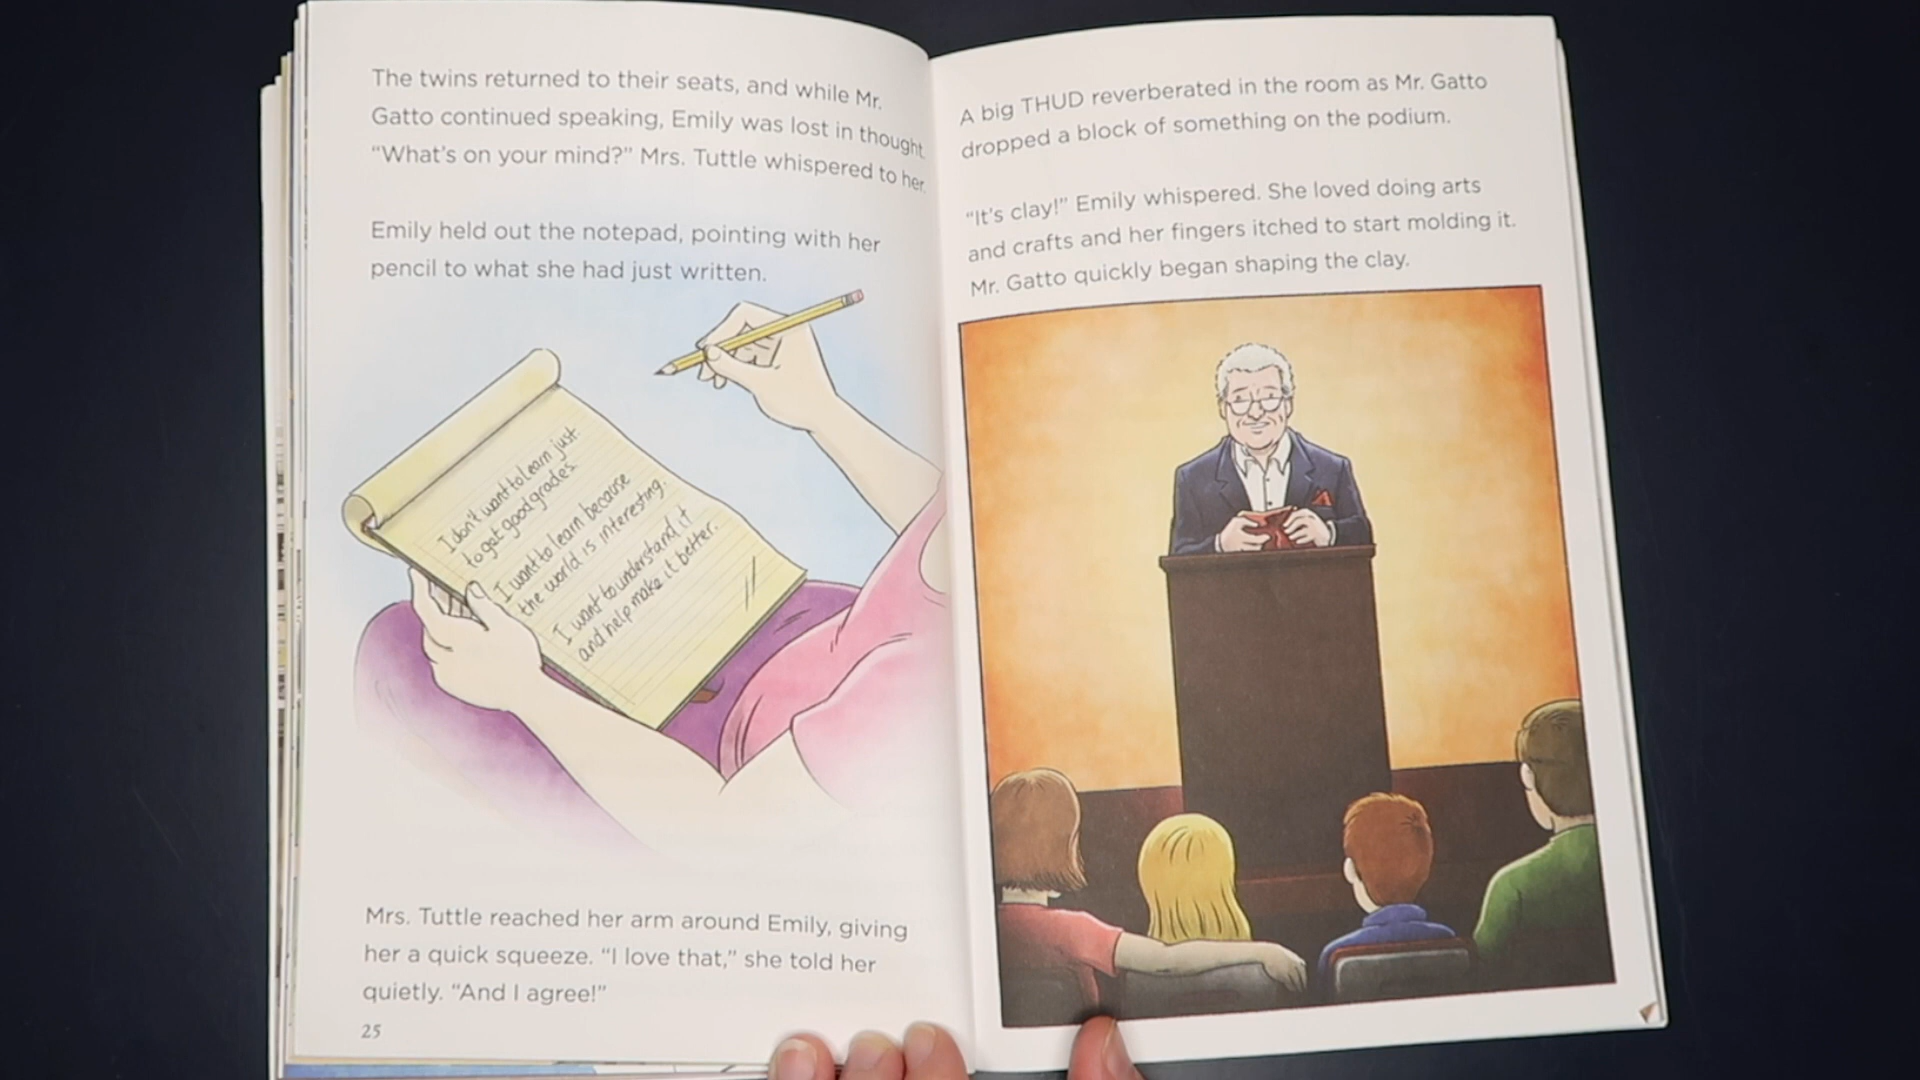 The twins returned to their seats, and while Mr.
Gatto continued speaking, Emily was lost in thought.
“What’s on your mind?” Mrs. Tuttle whispered to her.
Emily held out the notepad, pointing with her
pencil to what she had just written.
I don't want to learn just
to get good grades.
I want to learn because
the world is interesting.
I want to understand it
and help make it better.
Mrs. Tuttle reached her arm around Emily, giving
her a quick squeeze. “I love that,” she told her
quietly. “And I agree!”
25
A big THUD reverberated in the room as Mr. Gatto
dropped a block of something on the podium.
“It’s clay!” Emily whispered. She loved doing arts
and crafts and her fingers itched to start molding it.
Mr. Gatto quickly began shaping the clay.